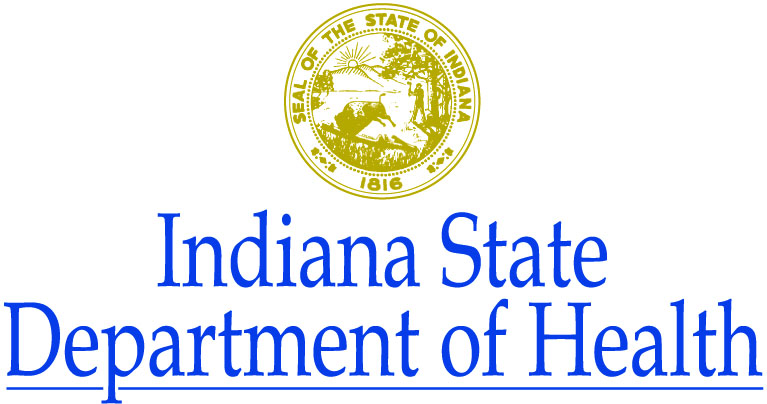 SEAL OF THE STATE OF INDIANA
1816
Indiana State
Department of Health